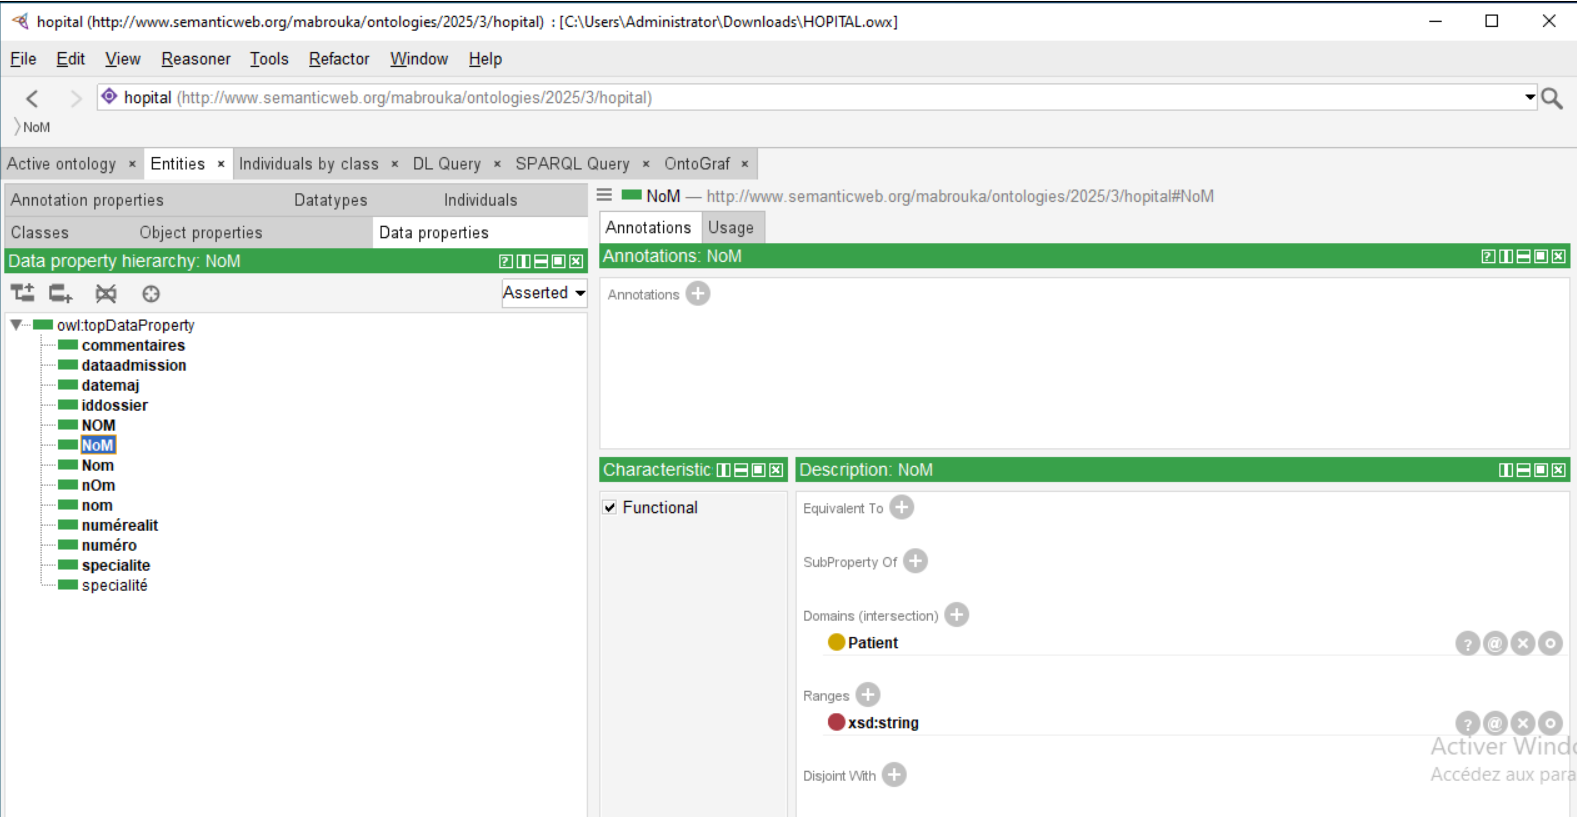 hopital (http://www.semanticweb.org/mabrouka/ontologies/2025/3/hopital) : [C:\Users\Administrator\Downloads\HOPITAL.owx]
File Edit View Reasoner Tools Refactor Window Help
hopital (http://www.semanticweb.org/mabrouka/ontologies/2025/3/hopital)
NoM
Active ontology × Entities × Individuals by class × DL Query × SPARQL Query × OntoGraf ×
Annotation properties Datatypes Individuals
Classes Object properties Data properties
Data property hierarchy: NoM
Asserted
owl:topDataProperty
commentaires
dataadmission
datemaj
iddossier
NOM
NoM
Nom
nOm
nom
numérealit
numéro
specialite
specialité
NoM — http://www.semanticweb.org/mabrouka/ontologies/2025/3/hopital#NoM
Annotations Usage
Annotations: NoM
Annotations
Characteristic
Functional
Description: NoM
Equivalent To
SubProperty Of
Domains (intersection)
Patient
Ranges
xsd:string
Disjoint With
Activer Windo
Accédez aux para